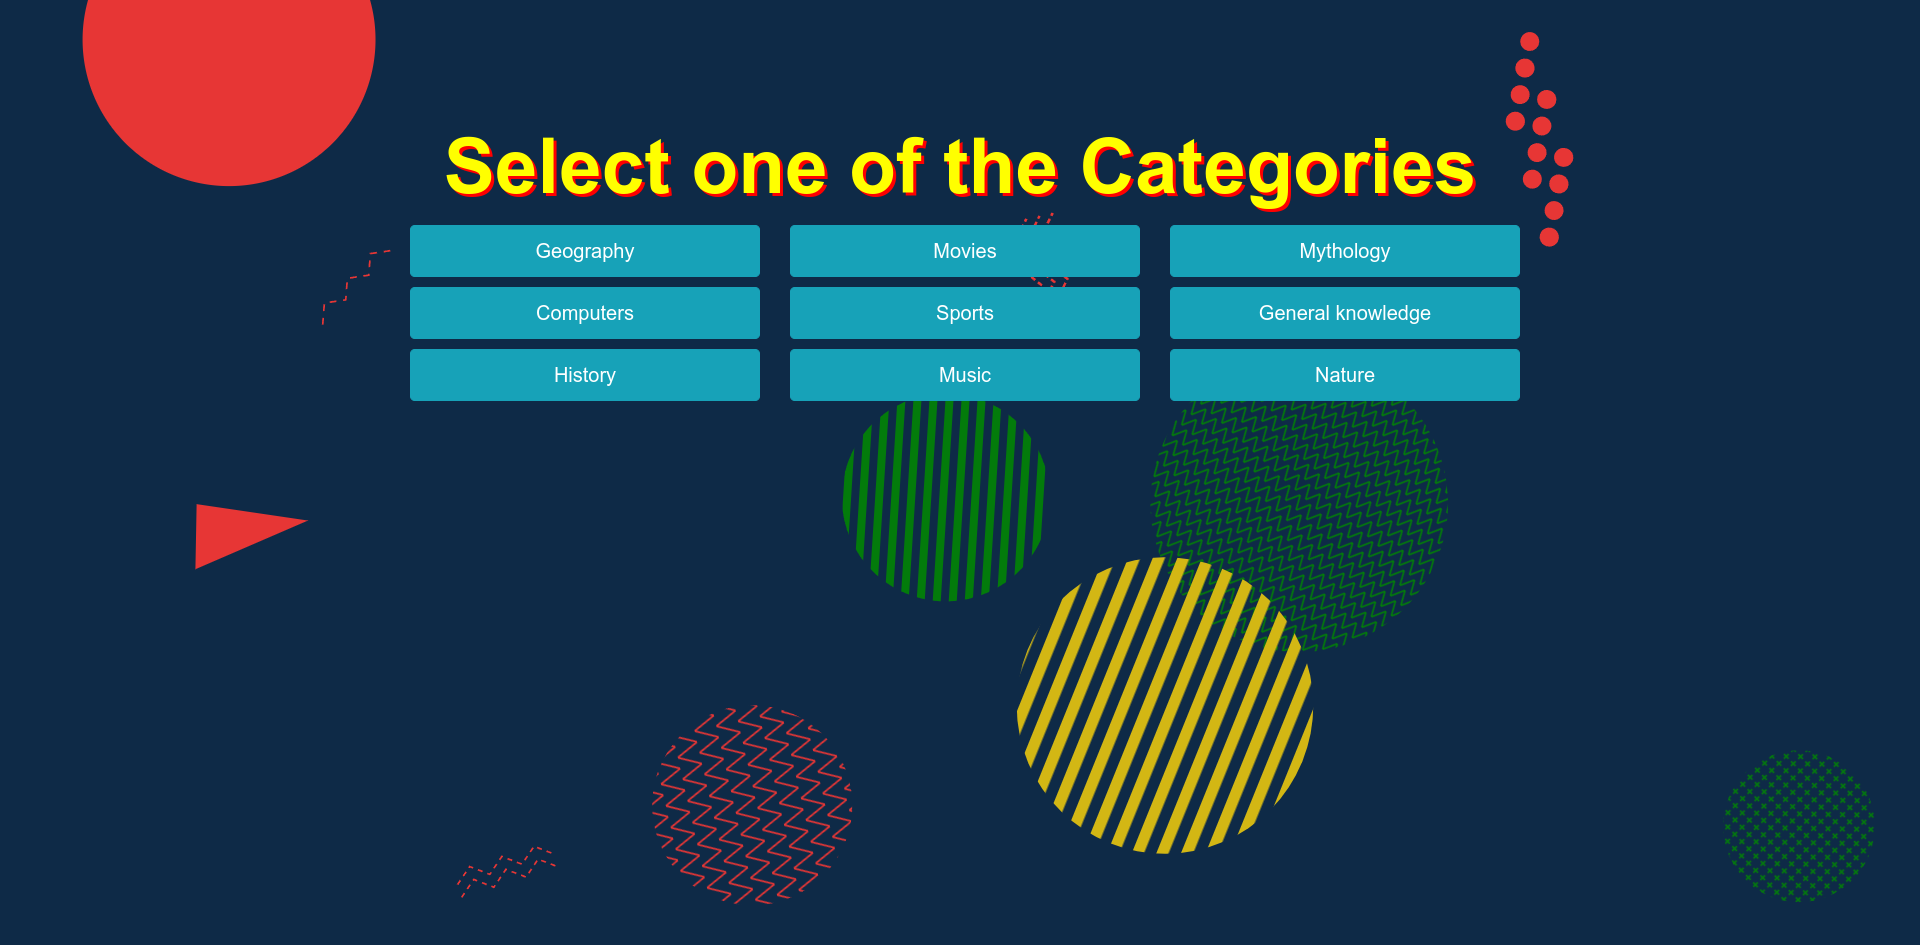 Select one of the Categories
Geography
Movies
Mythology
Computers
Sports
General knowledge
History
Music
Nature